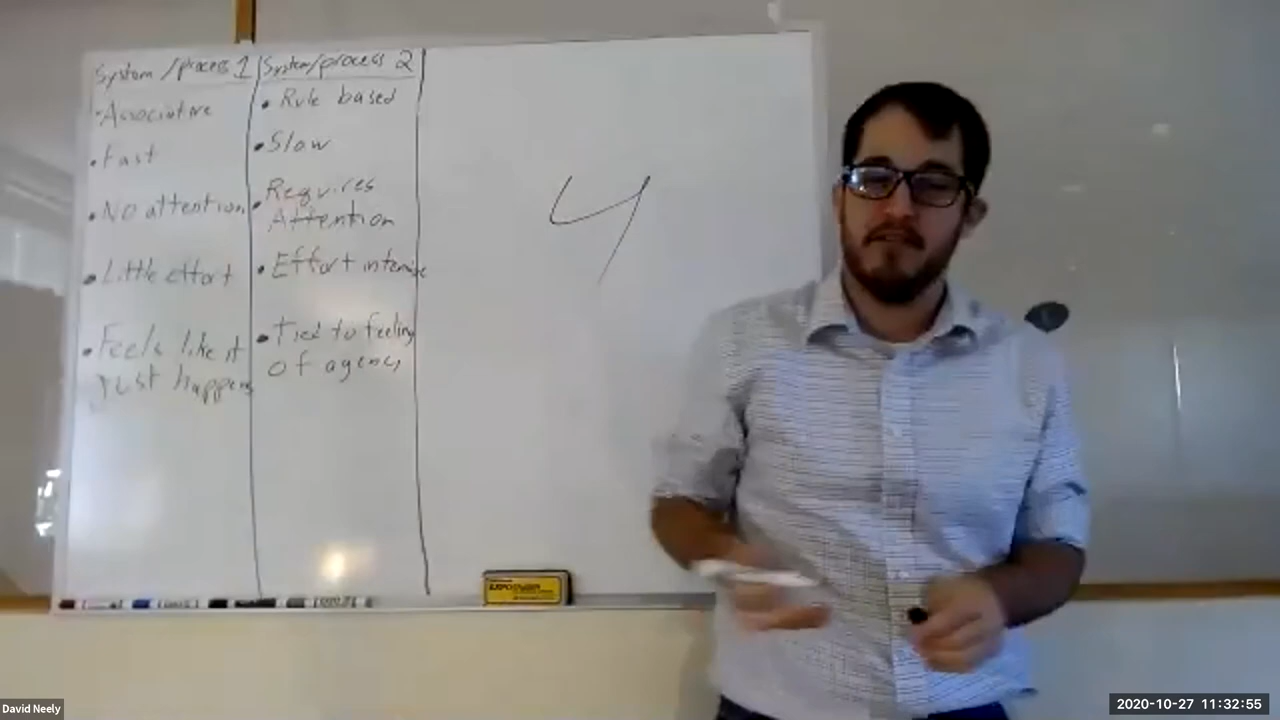 System/process 1
• Associative
• Fast
• No attention
• Little effort
• Feels like it
just happens
System/process 2
• Rule based
• Slow
• Requires
Attention
• Effort intensive
• Tied to feeling
of agency
4
EXPO
David Neely
2020-10-27 11:32:55